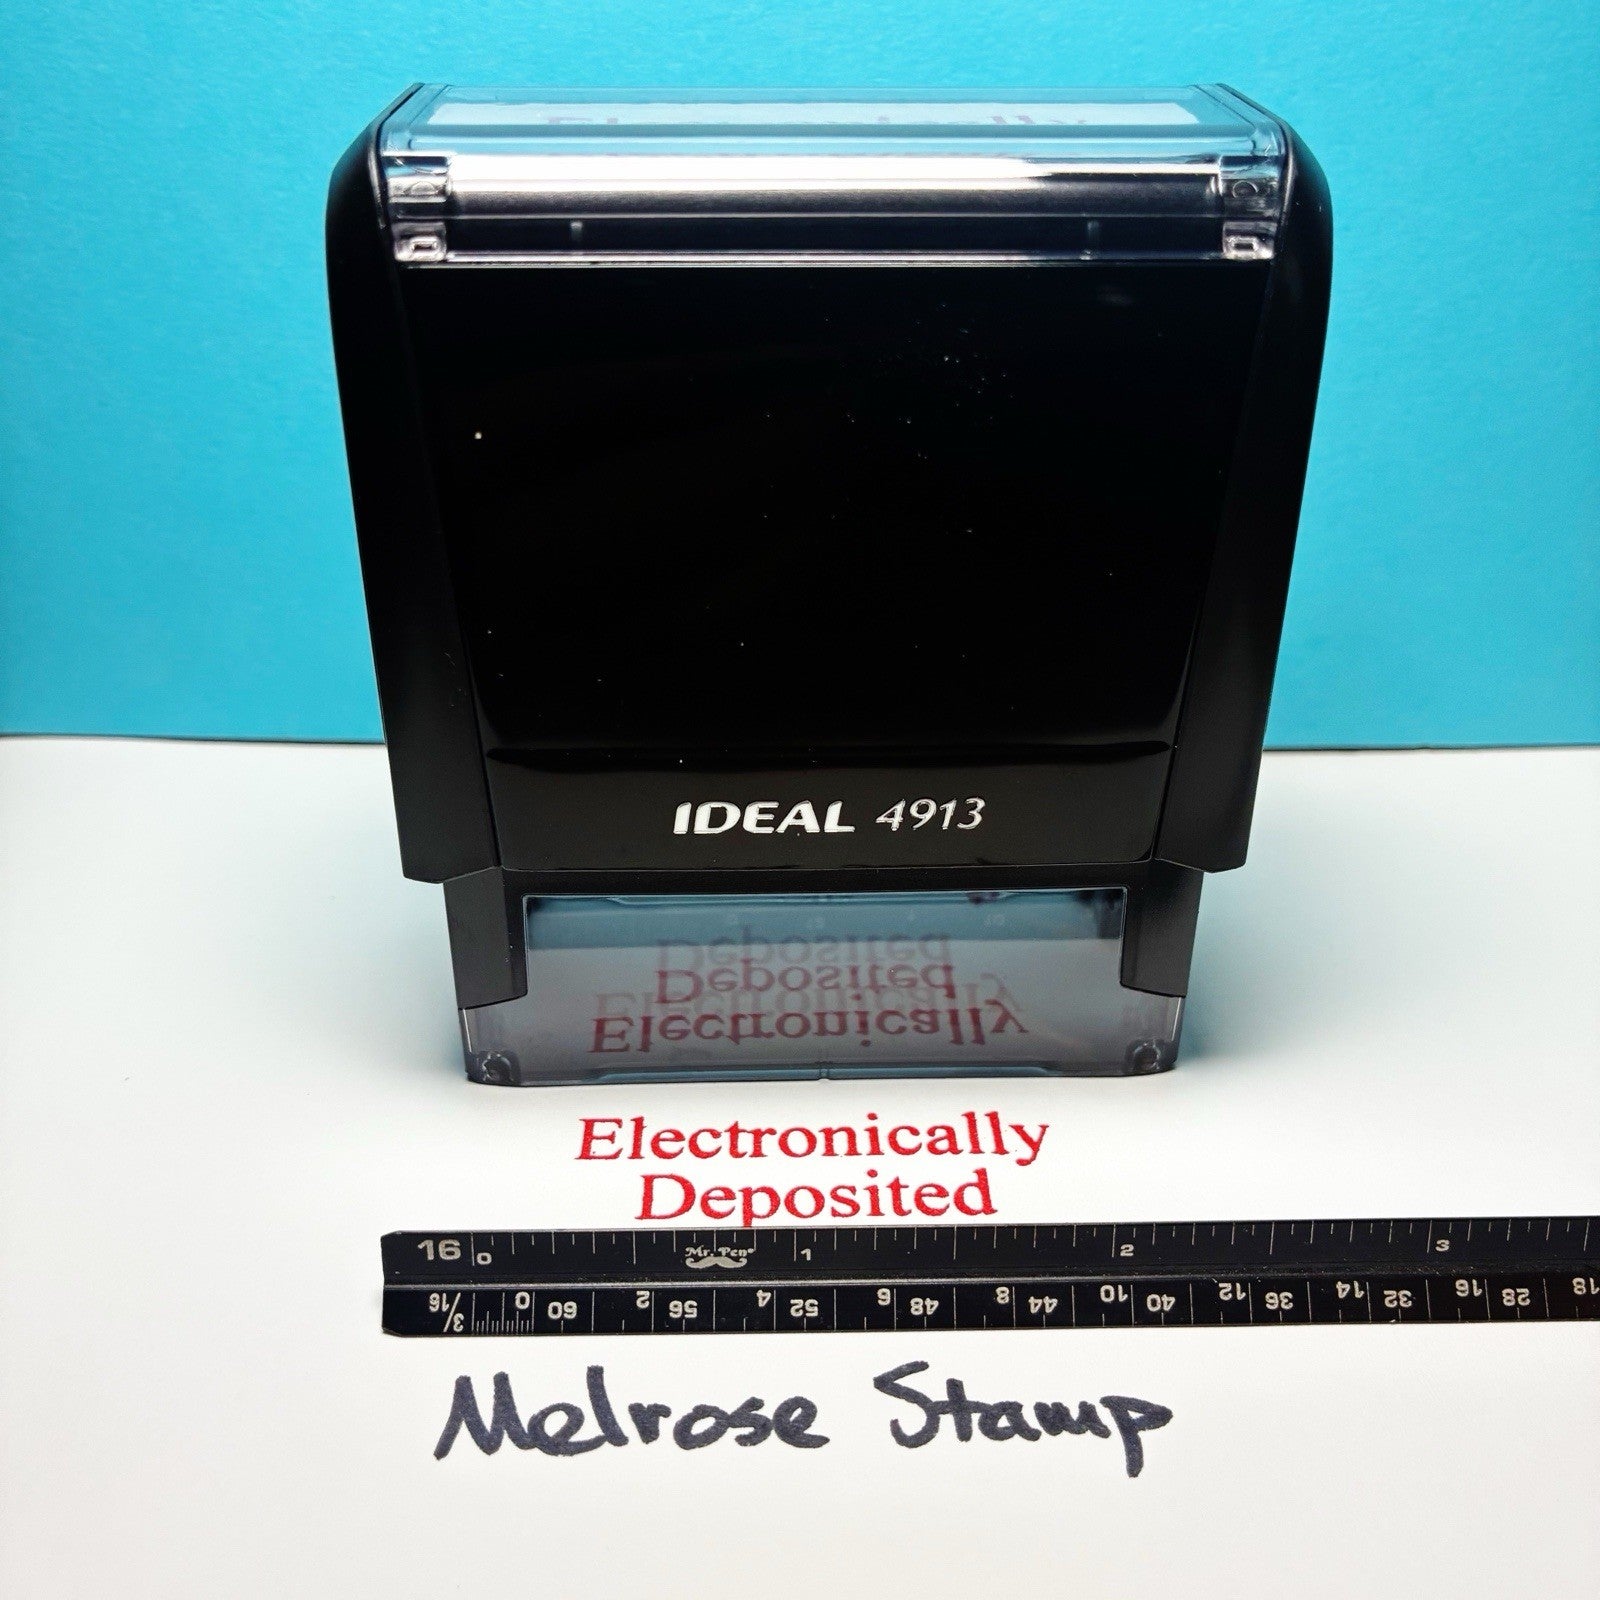 Electronically
IDEAL 4913
Deposited
Electronically
Electronically
Deposited
16 0 Mr. Pen® 1 2 3
3/16 0 60 2 56 4 52 6 48 8 44 10 40 12 36 14 32 16 28 18
Melrose Stamp